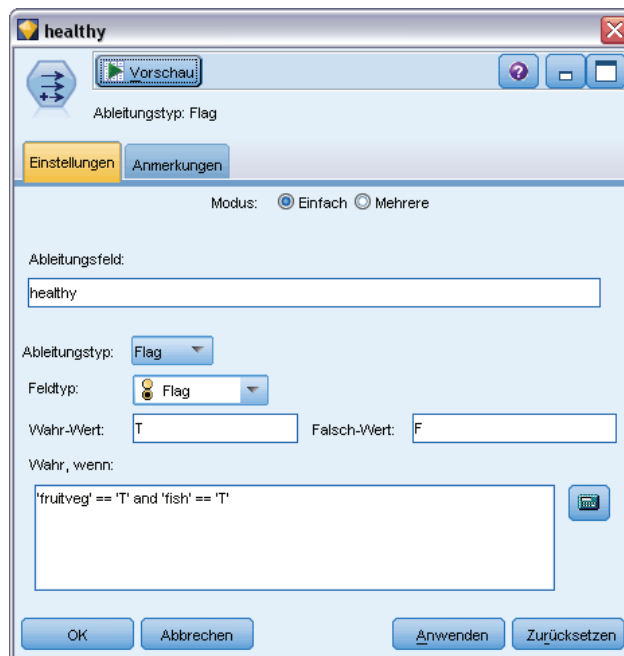 healthy
Vorschau
Ableitungstyp: Flag
Einstellungen Anmerkungen
Modus: Einfach Mehrere
Ableitungsfeld:
healthy
Ableitungstyp: Flag
Feldtyp: Flag
Wahr-Wert: T Falsch-Wert: F
Wahr, wenn:
'fruitveg' == 'T' and 'fish' == 'T'
OK Abbrechen Anwenden Zurücksetzen